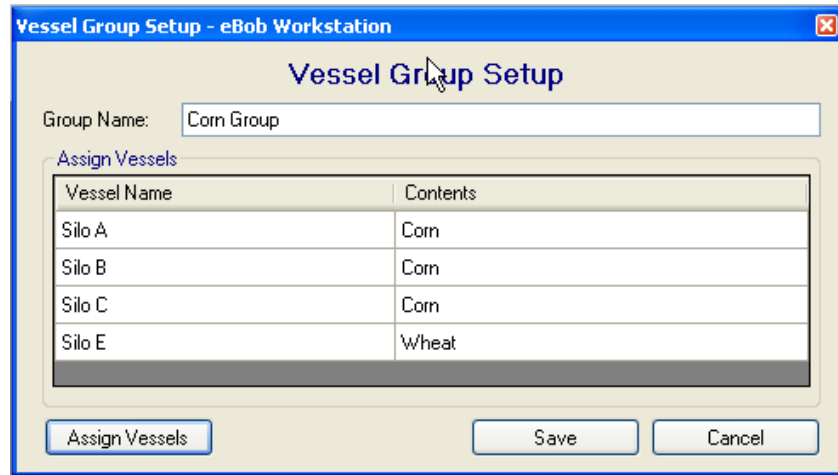 Vessel Group Setup - eBob Workstation
Vessel Group Setup
Group Name: Corn Group
Assign Vessels
Vessel Name Contents
Silo A Corn
Silo B Corn
Silo C Corn
Silo E Wheat
Assign Vessels Save Cancel